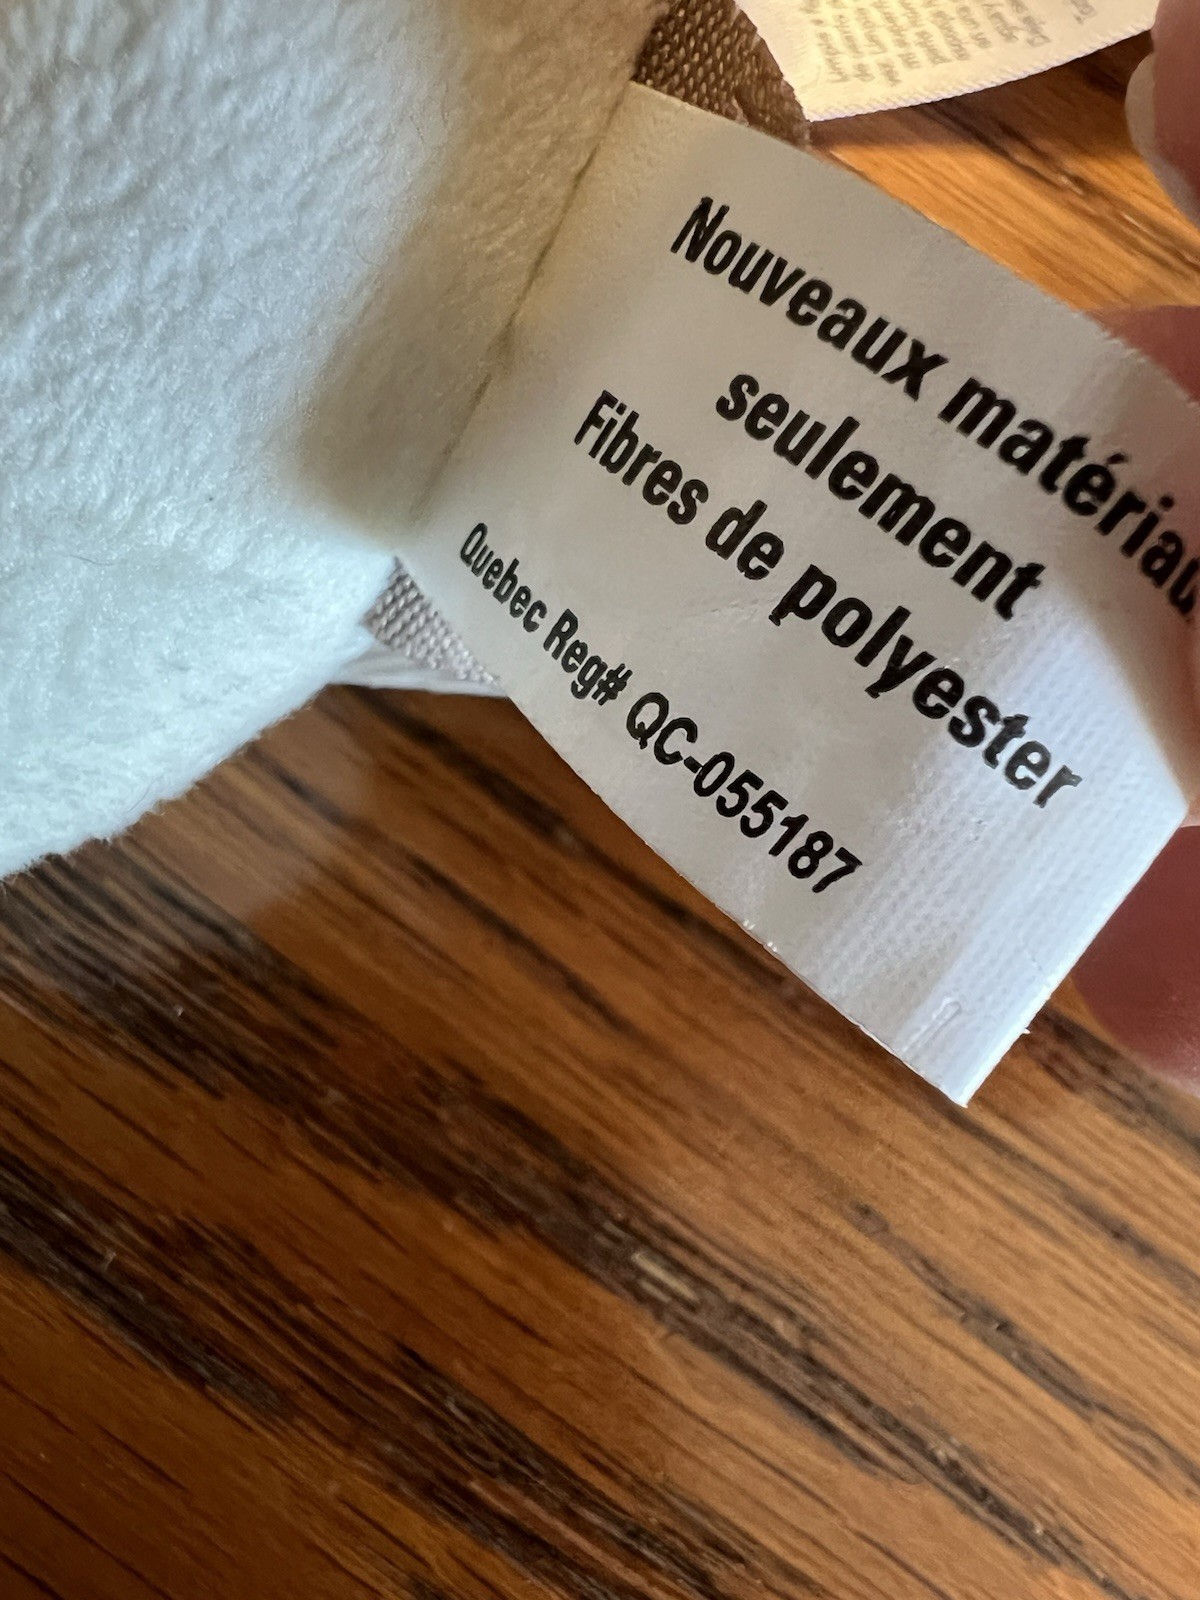 Nouveaux matériau
seulement
Fibres de polyester
Quebec Reg# QC-055187